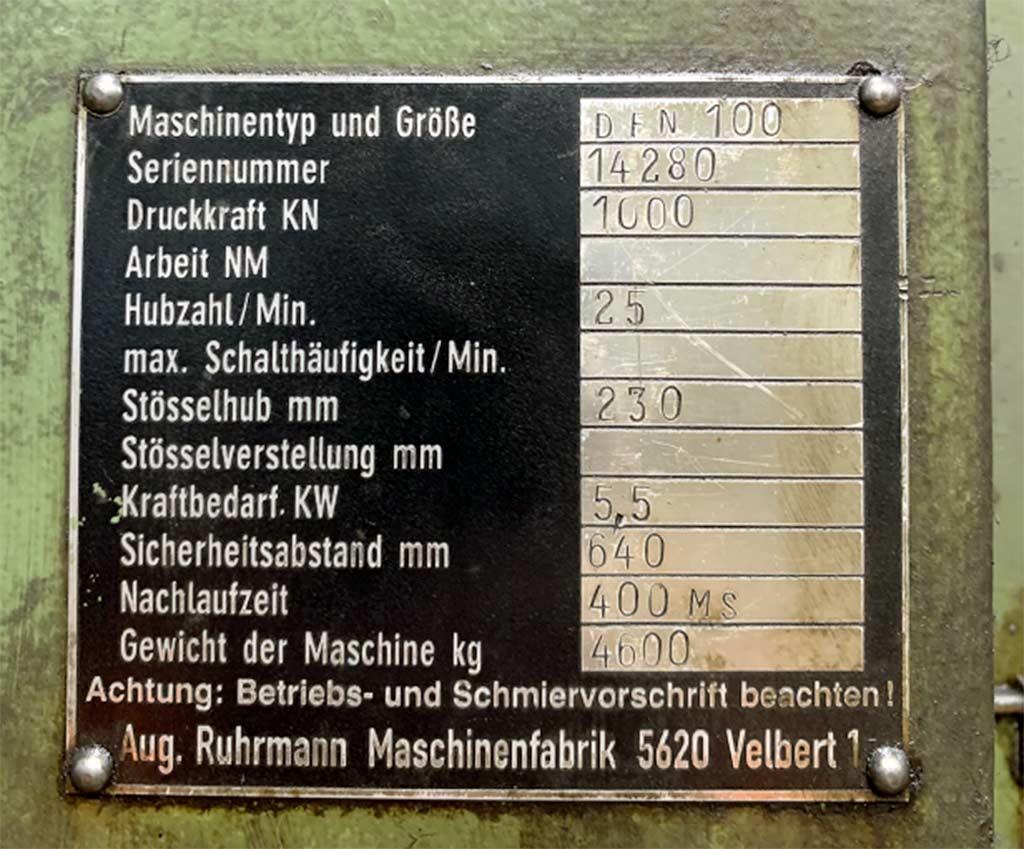 Maschinentyp und Größe DFN 100
Seriennummer 14280
Druckkraft KN 1000
Arbeit NM
Hubzahl/Min. 25
max. Schalthäufigkeit/Min.
Stösselhub mm 230
Stösselverstellung mm
Kraftbedarf. KW 5,5
Sicherheitsabstand mm 640
Nachlaufzeit 400 MS
Gewicht der Maschine kg 4600
Achtung: Betriebs- und Schmiervorschrift beachten!
Aug. Ruhrmann Maschinenfabrik 5620 Velbert 1